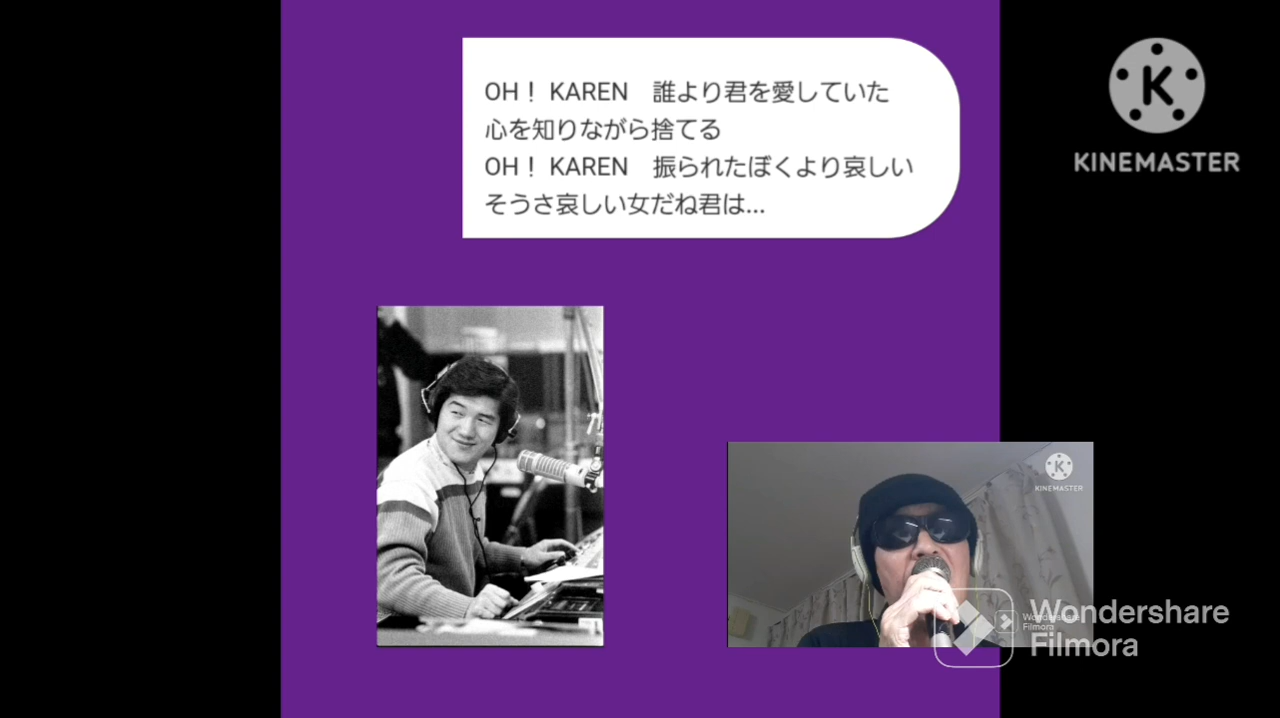 OH！ KAREN　誰より君を愛していた
心を知りながら捨てる
OH！ KAREN　振られたぼくより哀しい
そうさ哀しい女だね君は...
KINEMASTER
KINEMASTER
Wondershare
Filmora
Wondershare
Filmora